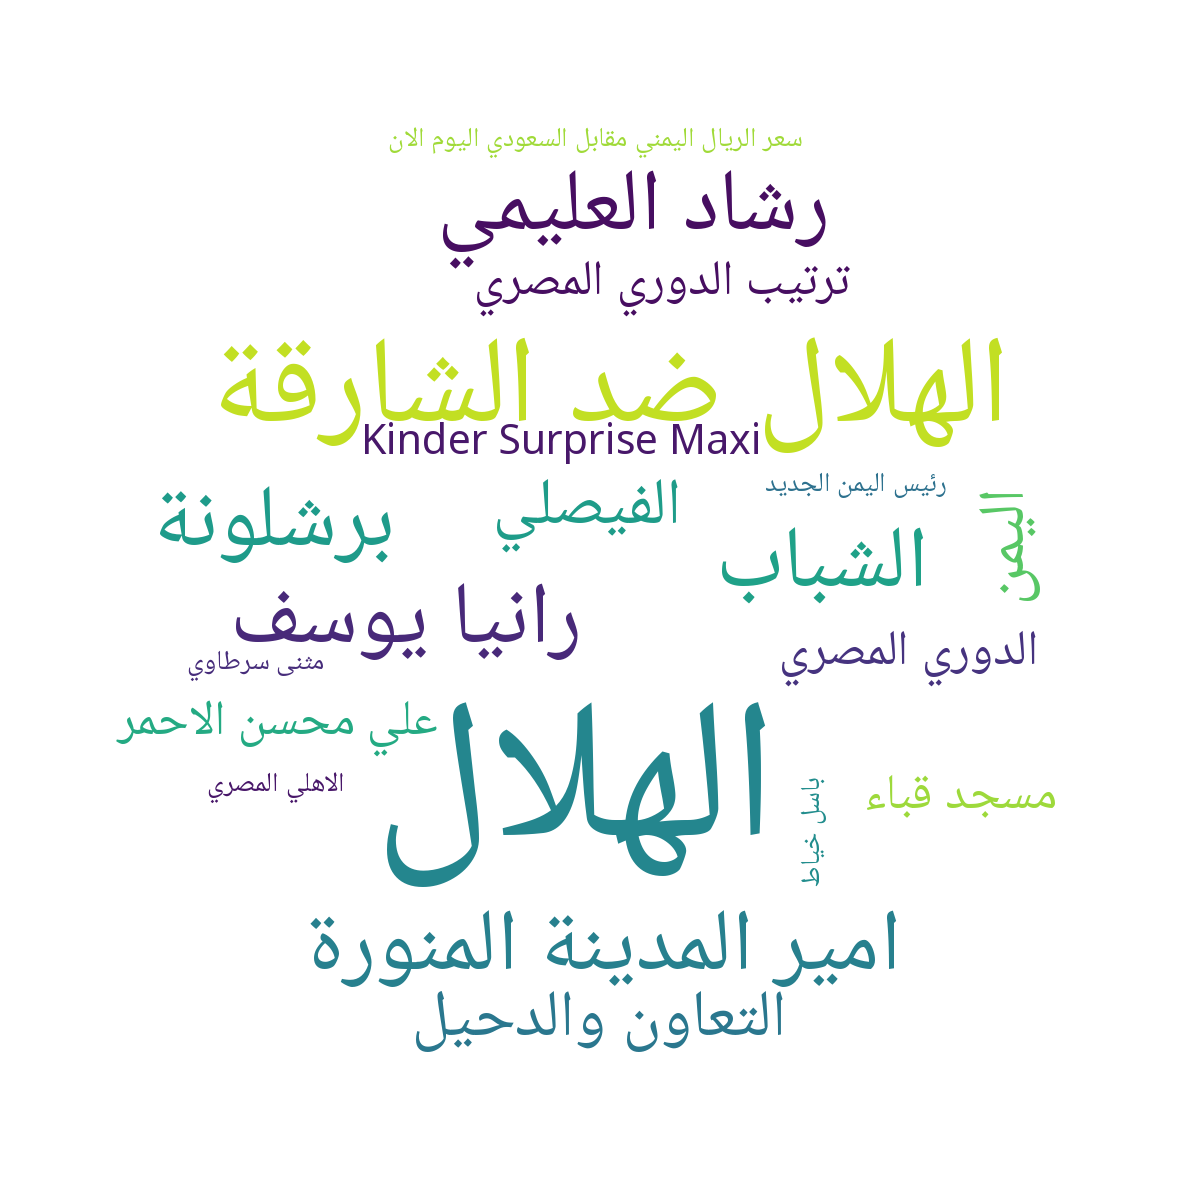 سعر الريال اليمني مقابل السعودي اليوم الان
رشاد العليمي
ترتيب الدوري المصري
الهلال ضد الشارقة
Kinder Surprise Maxi
رئيس اليمن الجديد
الفيصلي
برشلونة
اليمن
الشباب
رانيا يوسف
الدوري المصري
مثنى سرطاوي
علي محسن الاحمر
الهلال
الاهلي المصري
باسل خياط
مسجد قباء
امير المدينة المنورة
التعاون والدحيل